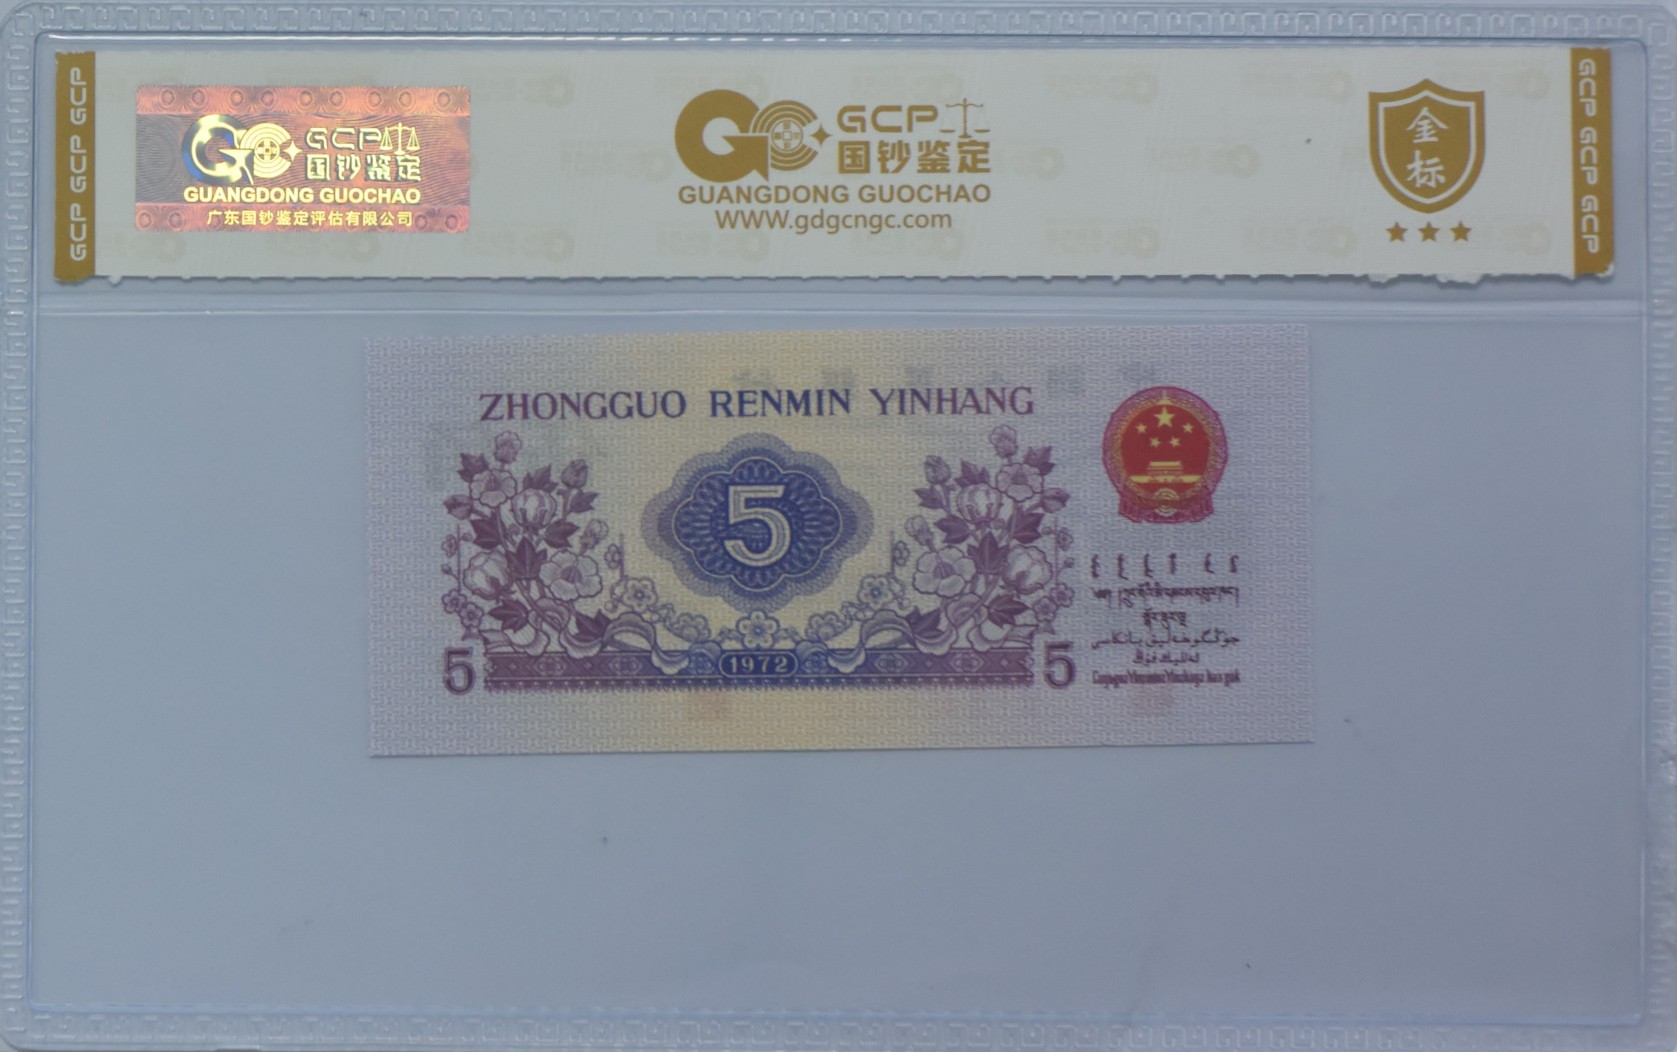 GCP GCP GCP
GCP
国钞鉴定
GUANGDONG GUOCHAO
广东国钞鉴定评估有限公司
GCP
国钞鉴定
GUANGDONG GUOCHAO
WWW.gdgcngc.com
金标
GCP GCP GCP
ZHONGGUO RENMIN YINHANG
5
1972
5
5